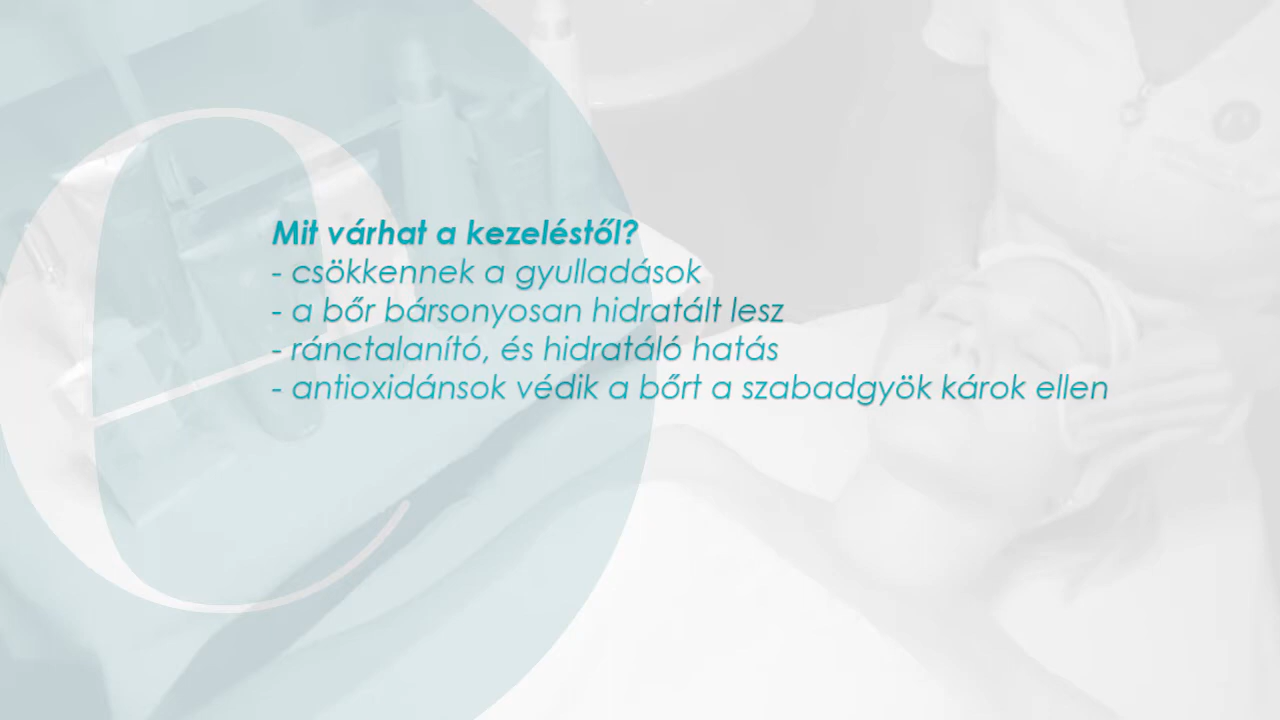 Mit várhat a kezeléstől?
- csökkennek a gyulladások
- a bőr bársonyosan hidratált lesz
- ránctalanító, és hidratáló hatás
- antioxidánsok védik a bőrt a szabadgyök károk ellen